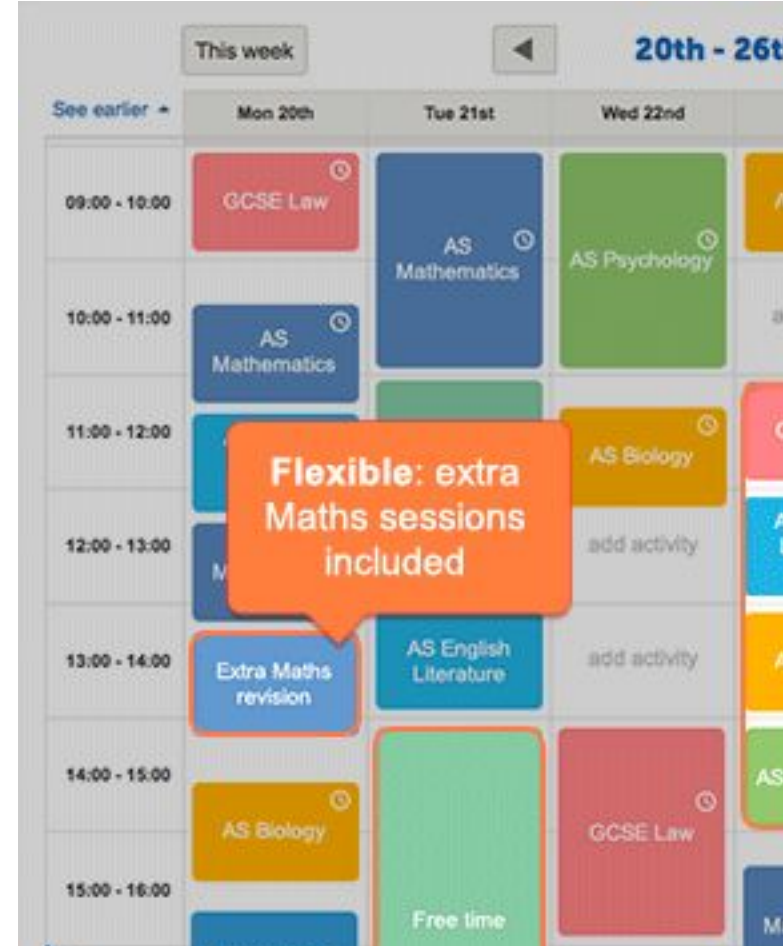 This week
20th - 26t
See earlier
Mon 20th
Tue 21st
Wed 22nd
09:00 - 10:00
GCSE Law
AS
Mathematics
AS Psychology
10:00 - 11:00
AS
Mathematics
11:00 - 12:00
AS Biology
Flexible: extra
Maths sessions
included
12:00 - 13:00
M
add activity
13:00 - 14:00
Extra Maths
revision
AS English
Literature
add activity
14:00 - 15:00
AS Biology
GCSE Law
AS
15:00 - 16:00
Free time
M